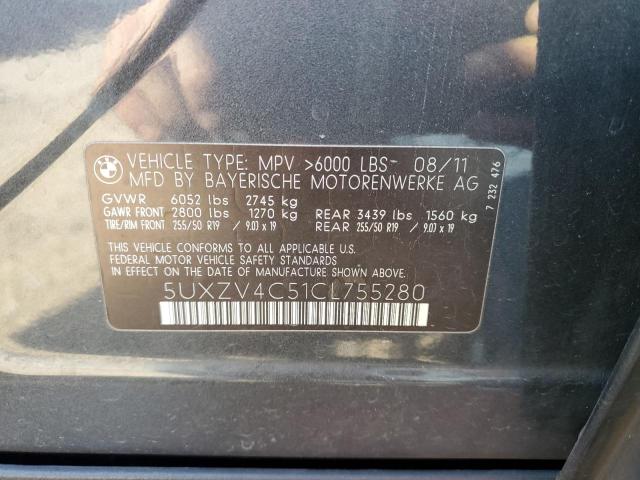 BMW
VEHICLE TYPE: MPV >6000 LBS- 08/11
MFD BY BAYERISCHE MOTORENWERKE AG
GVWR 6052 lbs 2745 kg
GAWR FRONT 2800 lbs 1270 kg REAR 3439 lbs 1560 kg
TIRE/RIM FRONT 255/50 R19 / 9.0J x 19 REAR 255/50 R19 / 9.0J x 19
THIS VEHICLE CONFORMS TO ALL APPLICABLE U.S.
FEDERAL MOTOR VEHICLE SAFETY STANDARDS
IN EFFECT ON THE DATE OF MANUFACTURE SHOWN ABOVE.
5UXZV4C51CL755280
7 232 476